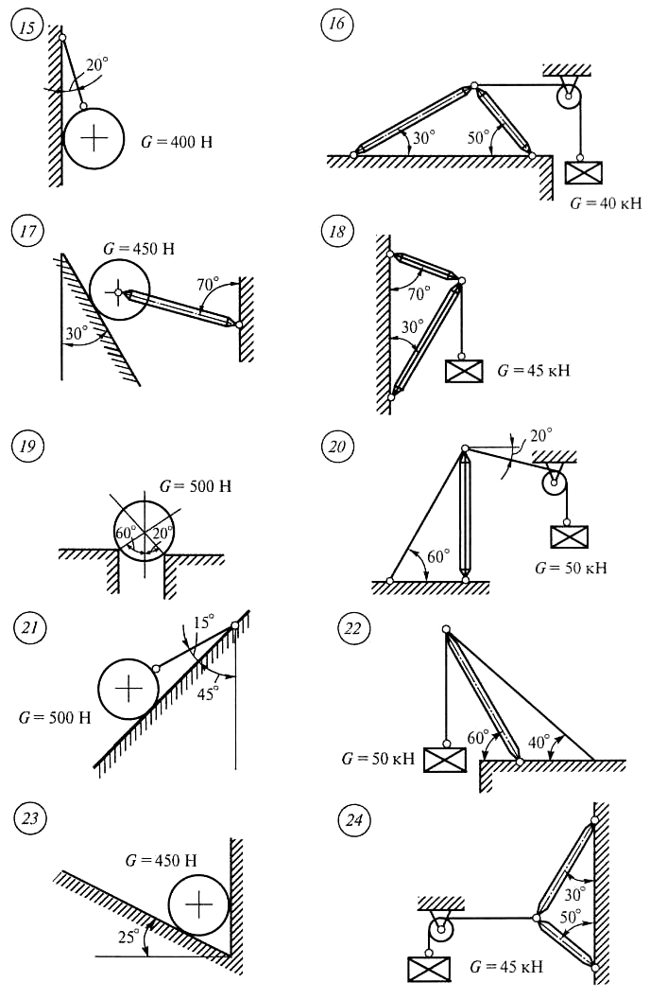 15
20°
G = 400 Н
16
30°
50°
G = 40 кН
17
G = 450 Н
70°
30°
18
70°
30°
G = 45 кН
19
G = 500 Н
60°
20°
20
20°
60°
G = 50 кН
21
15°
45°
G = 500 Н
22
60°
40°
G = 50 кН
23
G = 450 Н
25°
24
30°
50°
G = 45 кН